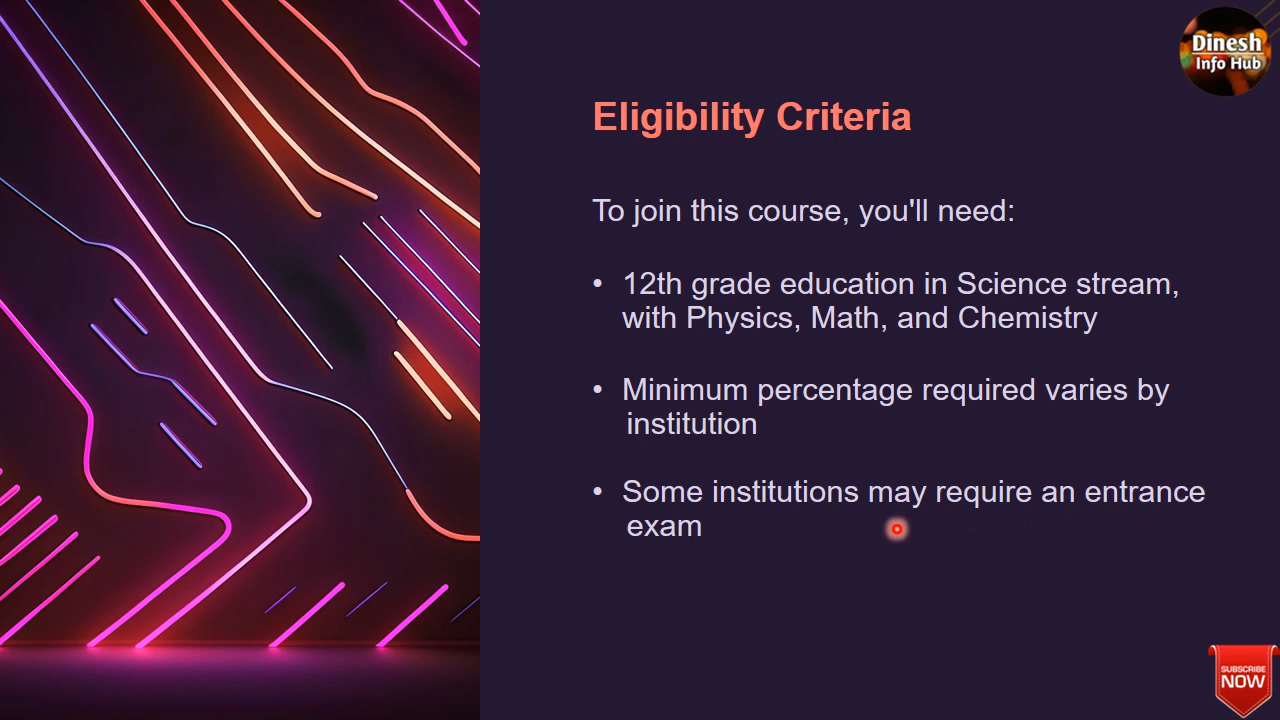 Dinesh
Info Hub
Eligibility Criteria
To join this course, you'll need:
• 12th grade education in Science stream,
with Physics, Math, and Chemistry
• Minimum percentage required varies by
institution
• Some institutions may require an entrance
exam
SUBSCRIBE
NOW